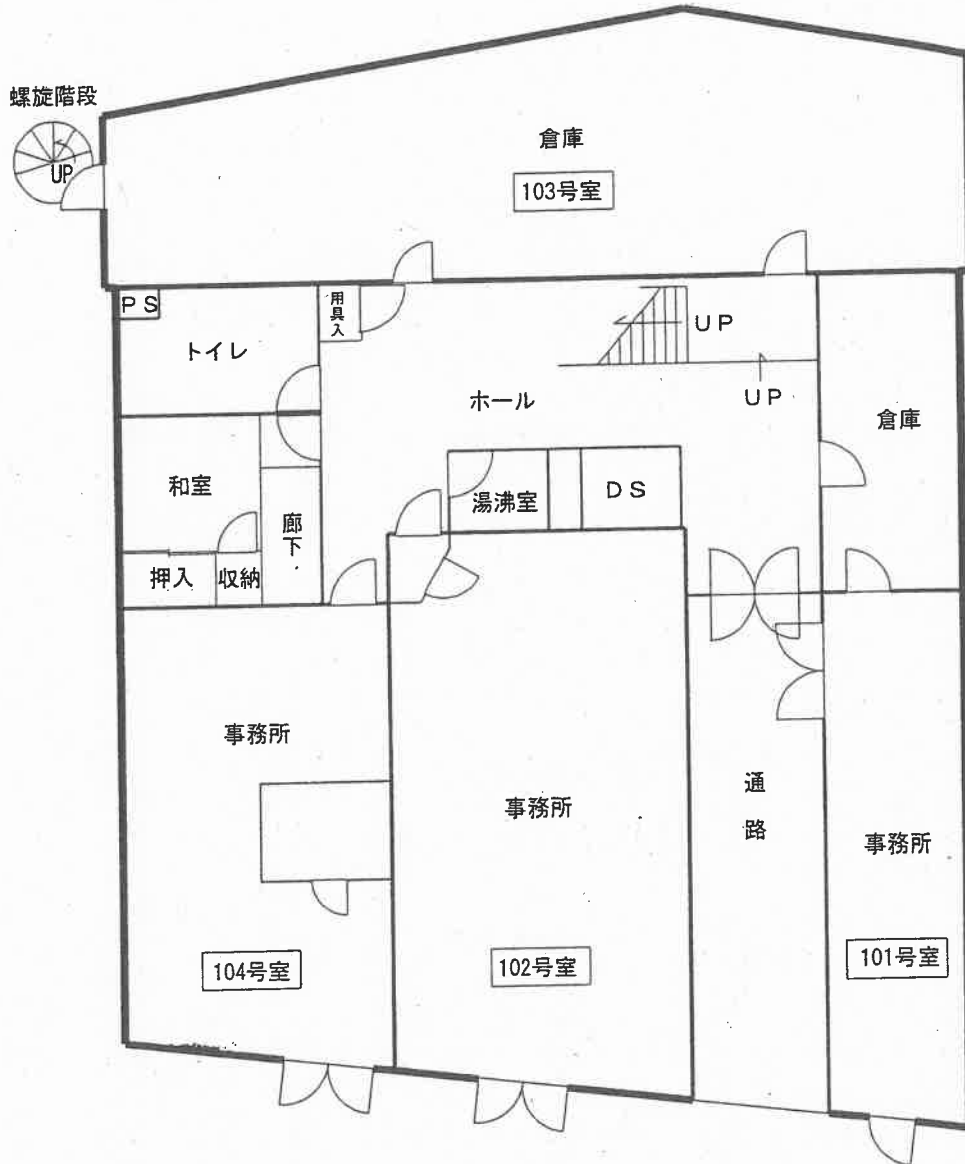 螺旋階段
UP
倉庫
103号室
PS
用具入
トイレ
UP
UP
ホール
倉庫
和室
廊下
湯沸室
DS
押入
収納
事務所
事務所
通路
事務所
104号室
102号室
101号室